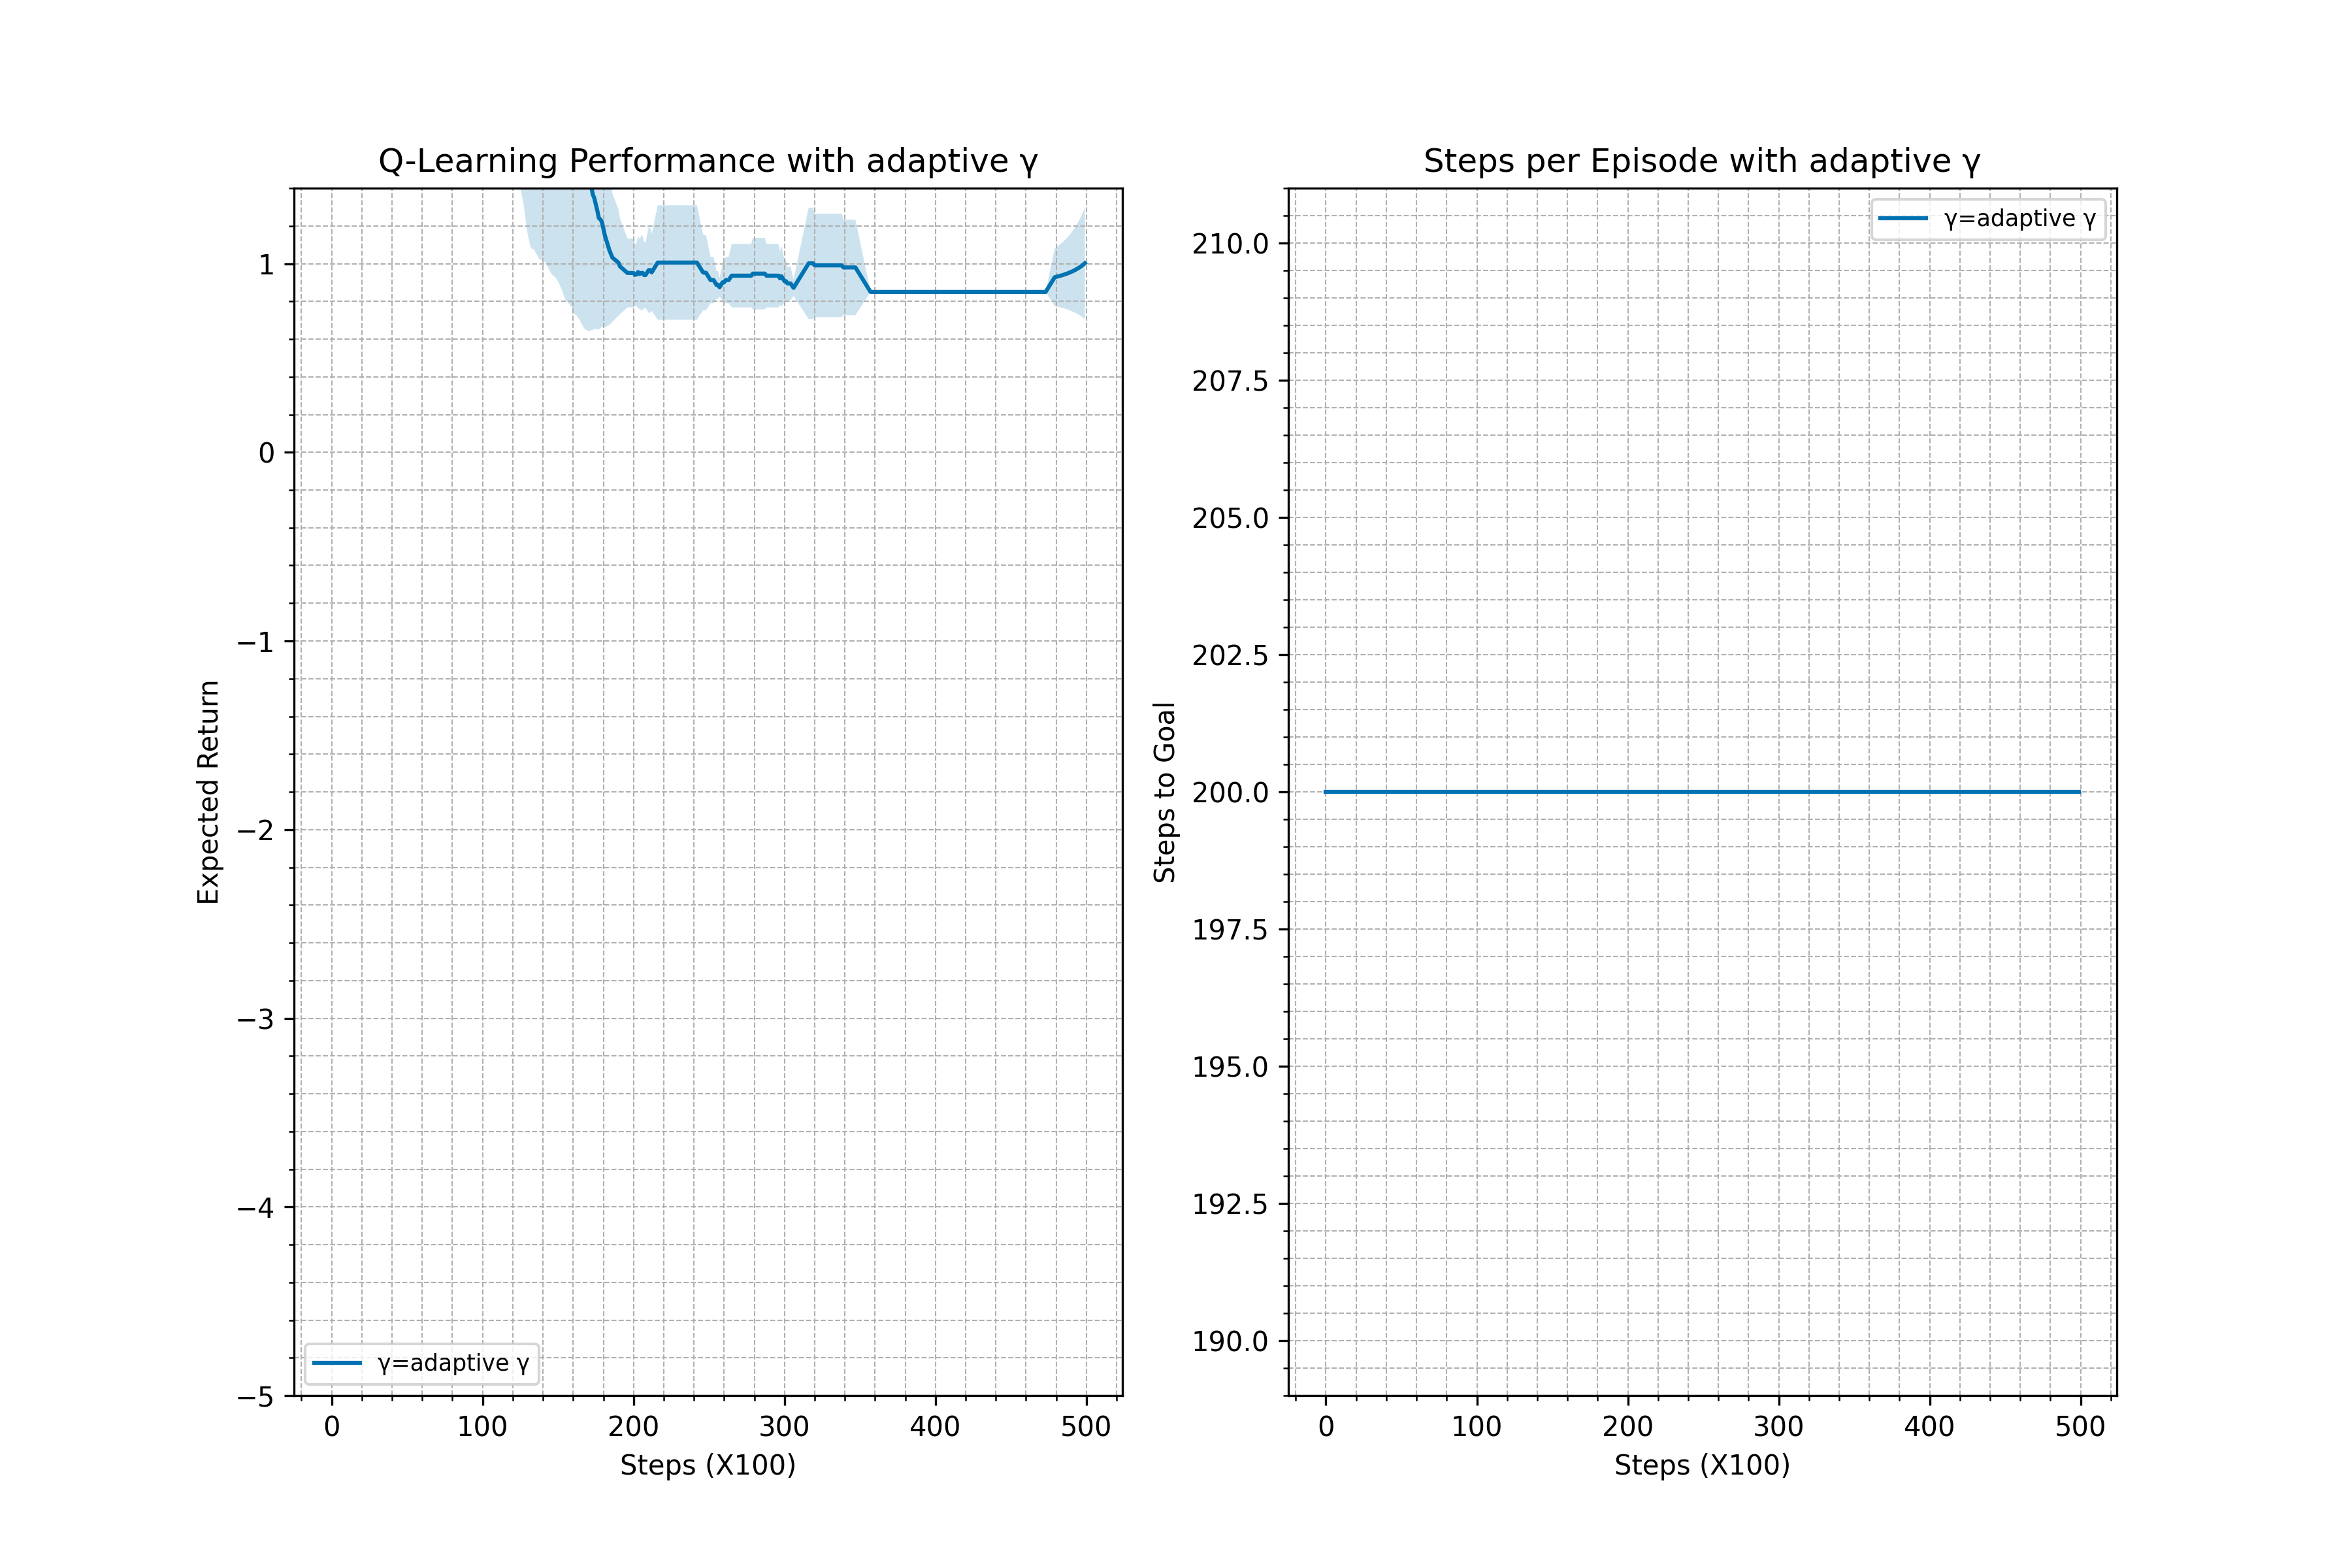 Q-Learning Performance with adaptive γ
1
0
−1
−2
−3
−4
−5
Expected Return
γ=adaptive γ
0 100 200 300 400 500
Steps (X100)
Steps per Episode with adaptive γ
γ=adaptive γ
210.0
207.5
205.0
202.5
200.0
197.5
195.0
192.5
190.0
Steps to Goal
0 100 200 300 400 500
Steps (X100)